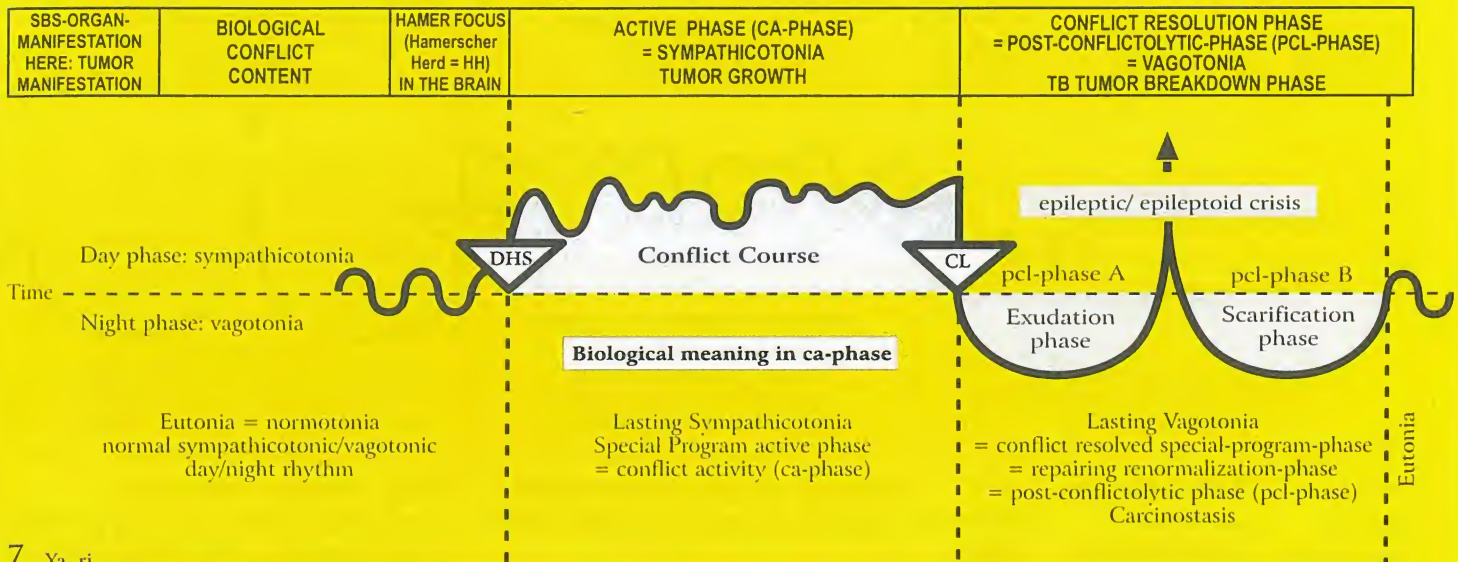 SBS-ORGAN-
MANIFESTATION
HERE: TUMOR
MANIFESTATION
BIOLOGICAL
CONFLICT
CONTENT
HAMER FOCUS
(Hamerscher
Herd = HH)
IN THE BRAIN
ACTIVE PHASE (CA-PHASE)
= SYMPATHICOTONIA
TUMOR GROWTH
CONFLICT RESOLUTION PHASE
= POST-CONFLICTOLYTIC-PHASE (PCL-PHASE)
= VAGOTONIA
TB TUMOR BREAKDOWN PHASE
epileptic/ epileptoid crisis
Day phase: sympathicotonia
DHS
Conflict Course
CL
pcl-phase A
pcl-phase B
Time
Night phase: vagotonia
Exudation
phase
Scarification
phase
Biological meaning in ca-phase
Eutonia = normotonia
normal sympathicotonic/vagotonic
day/night rhythm
Lasting Sympathicotonia
Special Program active phase
= conflict activity (ca-phase)
Lasting Vagotonia
= conflict resolved special-program-phase
= repairing renormalization-phase
= post-conflictolytic phase (pcl-phase)
Carcinostasis
Eutonia
7